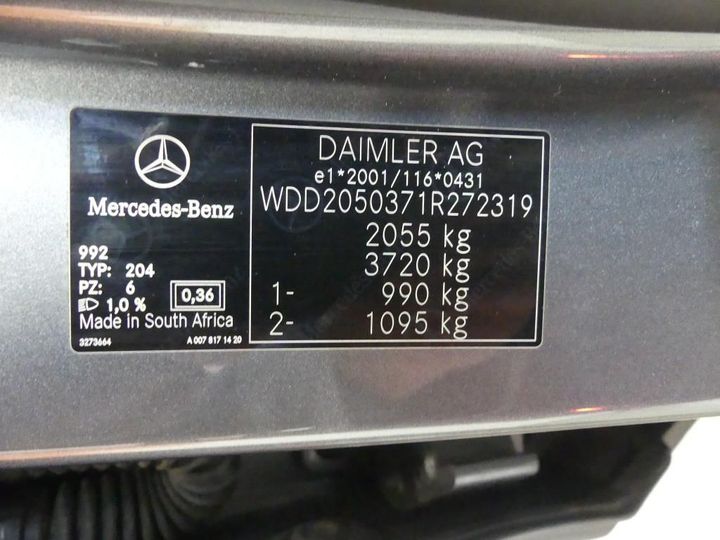 Mercedes-Benz
992
TYP: 204
PZ: 6
1,0 %
0,36
Made in South Africa
3273664
A 007 817 14 20
DAIMLER AG
e1*2001/116*0431
WDD2050371R272319
2055 kg
3720 kg
1- 990 kg
2- 1095 kg